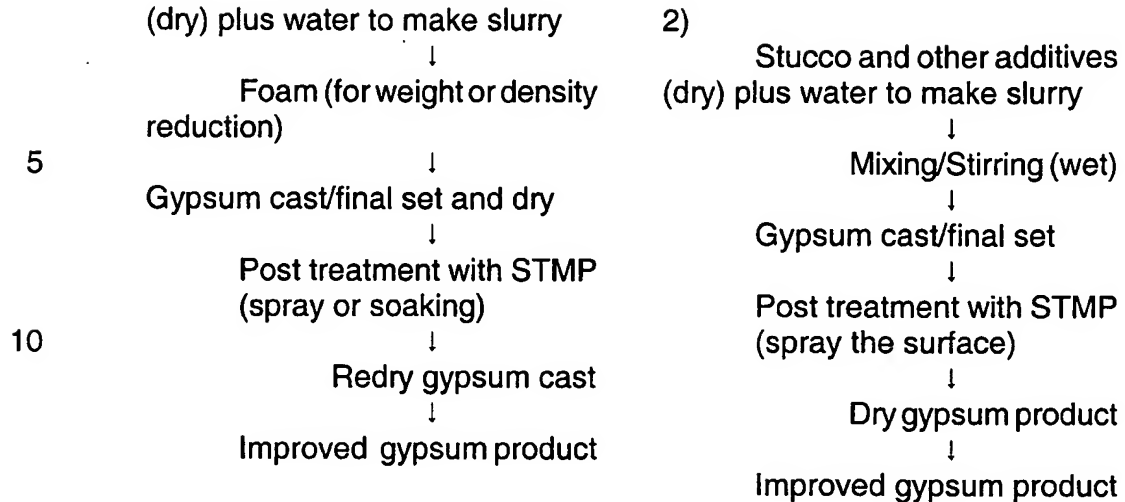 (dry) plus water to make slurry
↓
Foam (for weight or density
reduction)
5
↓
Gypsum cast/final set and dry
↓
Post treatment with STMP
(spray or soaking)
10
↓
Redry gypsum cast
↓
Improved gypsum product
2)
Stucco and other additives
(dry) plus water to make slurry
↓
Mixing/Stirring (wet)
↓
Gypsum cast/final set
↓
Post treatment with STMP
(spray the surface)
↓
Dry gypsum product
↓
Improved gypsum product